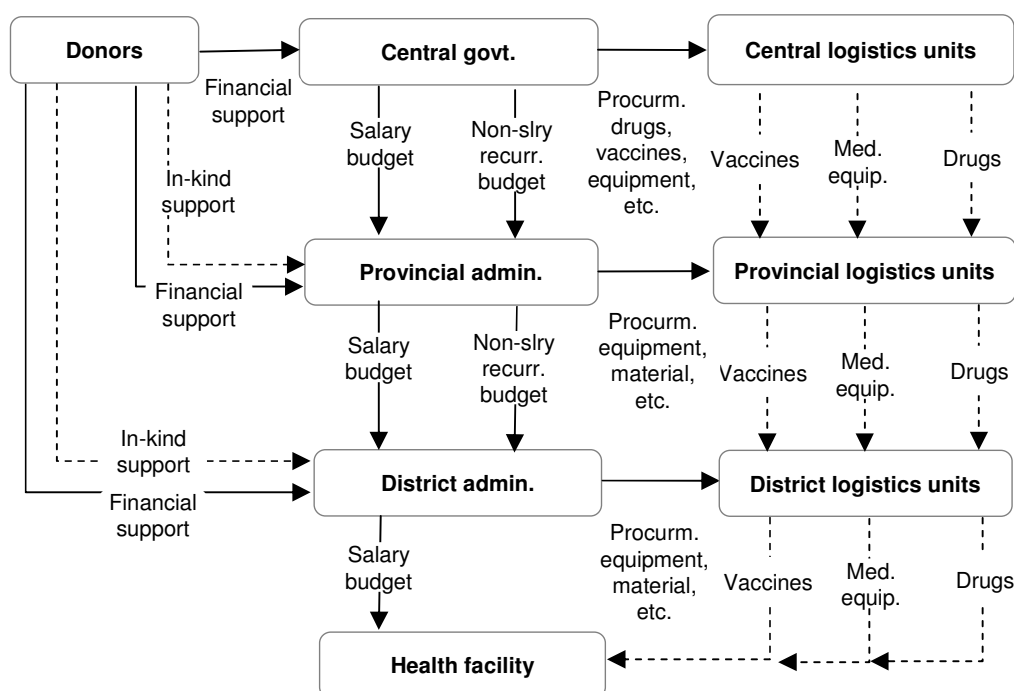 Donors
Central govt.
Central logistics units
Financial
support
Salary
budget
Non-slry
recurr.
budget
Procurm.
drugs,
vaccines,
equipment,
etc.
Vaccines
Med.
equip.
Drugs
In-kind
support
Provincial admin.
Provincial logistics units
Financial
support
Salary
budget
Non-slry
recurr.
budget
Procurm.
equipment,
material,
etc.
Vaccines
Med.
equip.
Drugs
In-kind
support
District admin.
District logistics units
Financial
support
Salary
budget
Procurm.
equipment,
material,
etc.
Vaccines
Med.
equip.
Drugs
Health facility